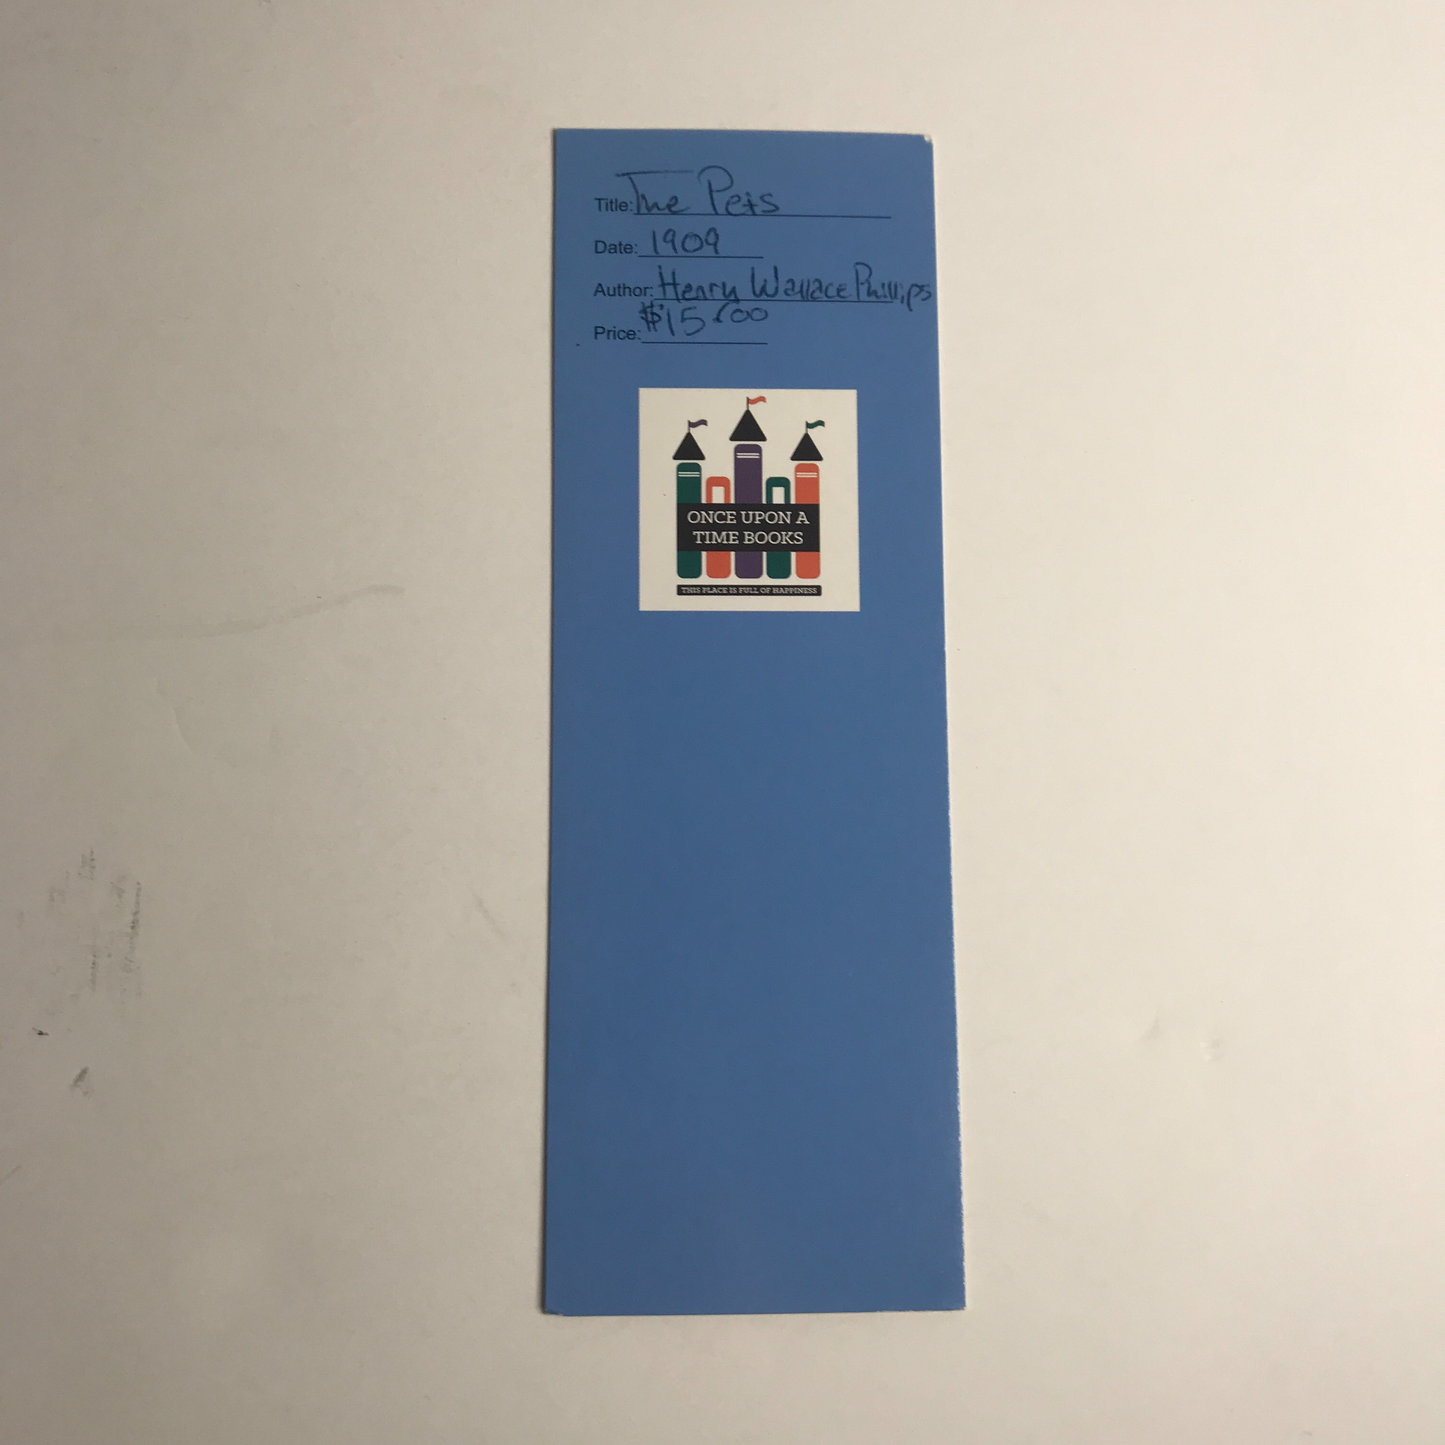 Title: The Pets
Date: 1909
Author: Henry Wallace Phillips
Price: $15.00
ONCE UPON A
TIME BOOKS
THIS PLACE IS FULL OF HAPPINESS